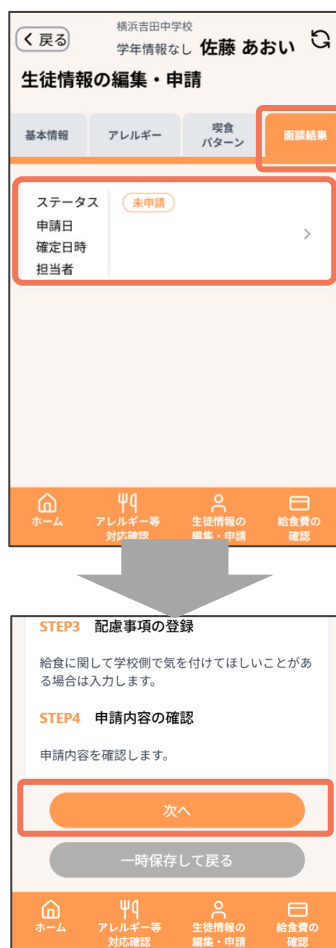 横浜吉田中学校
戻る
学年情報なし 佐藤 あおい
生徒情報の編集・申請
基本情報
アレルギー
喫食
パターン
面談結果
ステータス 未申請
申請日
確定日時
担当者
ホーム
アレルギー等
対応確認
生徒情報の
編集・申請
給食費の
確認
STEP3 配慮事項の登録
給食に関して学校側で気を付けてほしいことがあ
る場合は入力します。
STEP4 申請内容の確認
申請内容を確認します。
次へ
一時保存して戻る
ホーム
アレルギー等
対応確認
生徒情報の
編集・申請
給食費の
確認